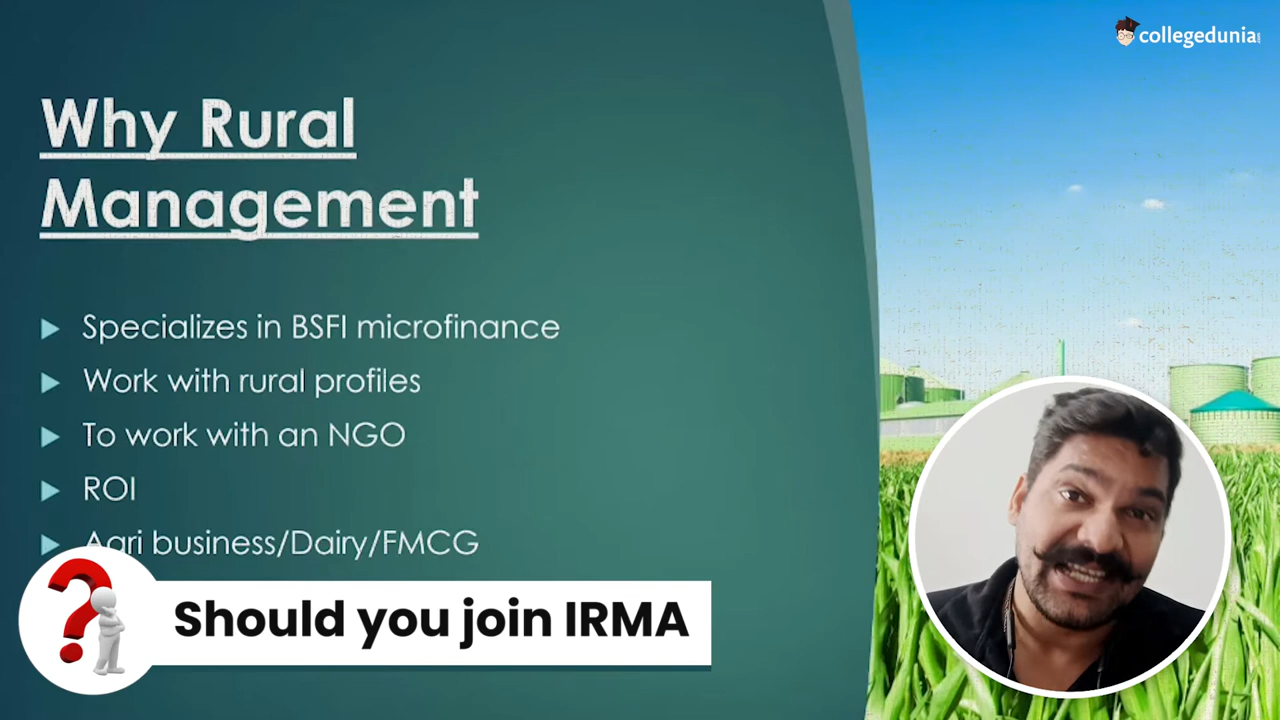 collegedunia
Why Rural
Management
Specializes in BSFI microfinance
Work with rural profiles
To work with an NGO
ROI
Agri business/Dairy/FMCG
Should you join IRMA